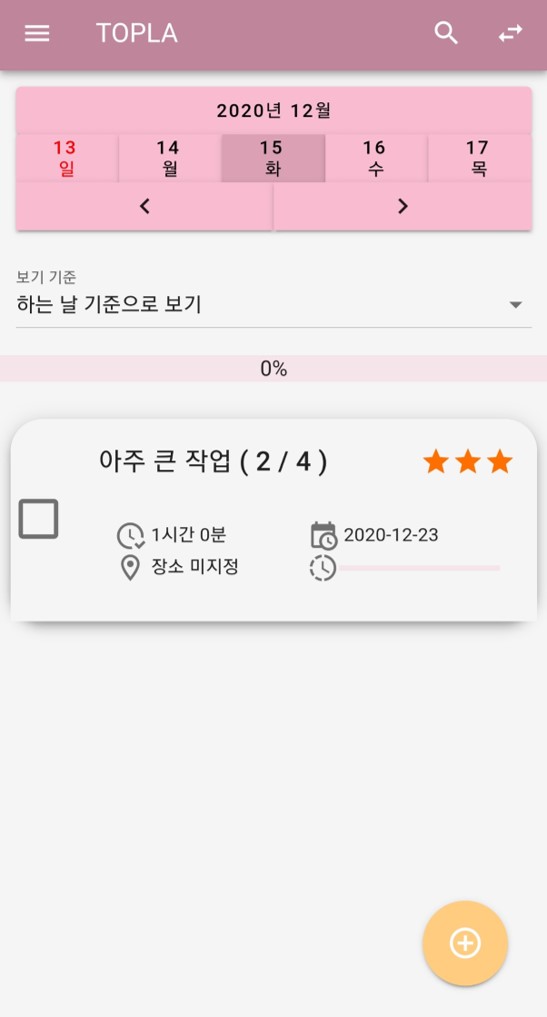 TOPLA
2020년 12월
13 14 15 16 17
일 월 화 수 목
보기 기준
하는 날 기준으로 보기
0%
아주 큰 작업 ( 2 / 4 )
1시간 0분 2020-12-23
장소 미지정